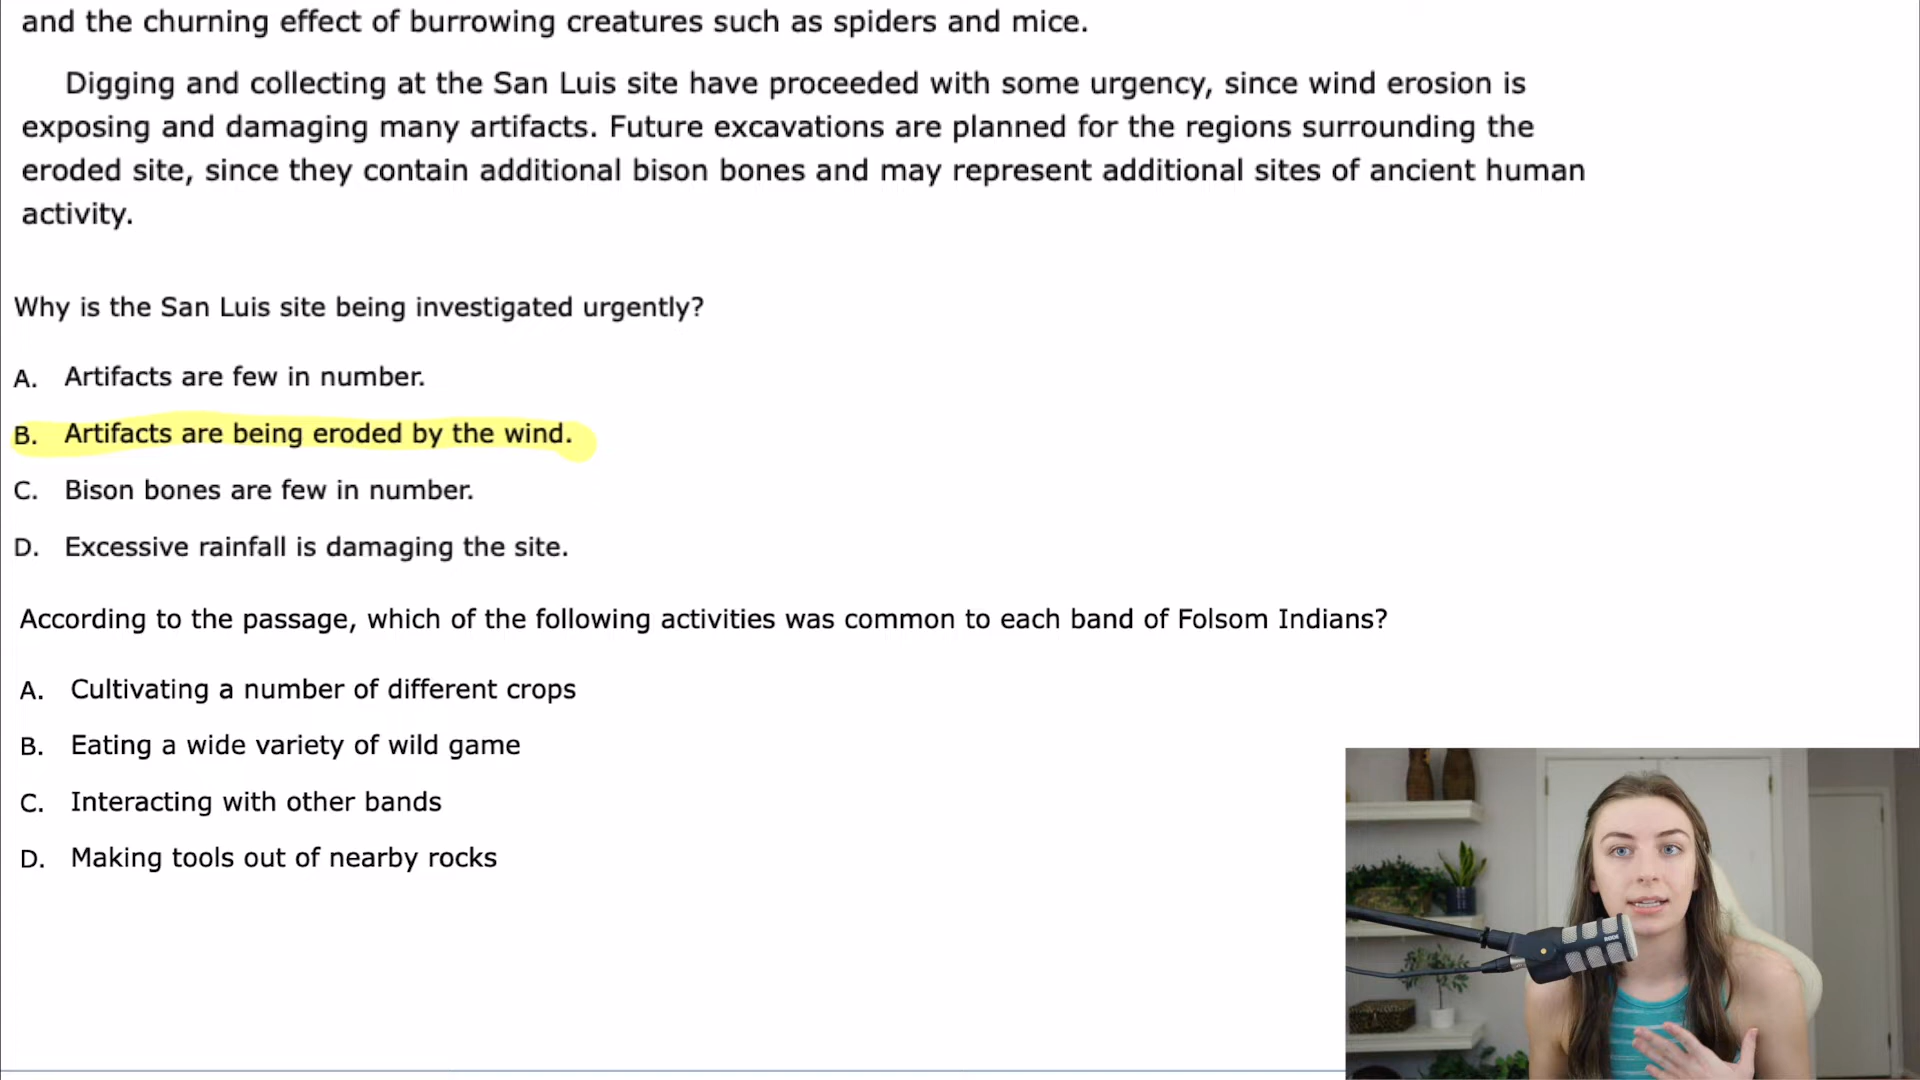 and the churning effect of burrowing creatures such as spiders and mice.
Digging and collecting at the San Luis site have proceeded with some urgency, since wind erosion is
exposing and damaging many artifacts. Future excavations are planned for the regions surrounding the
eroded site, since they contain additional bison bones and may represent additional sites of ancient human
activity.
Why is the San Luis site being investigated urgently?
A. Artifacts are few in number.
B. Artifacts are being eroded by the wind.
C. Bison bones are few in number.
D. Excessive rainfall is damaging the site.
According to the passage, which of the following activities was common to each band of Folsom Indians?
A. Cultivating a number of different crops
B. Eating a wide variety of wild game
C. Interacting with other bands
D. Making tools out of nearby rocks
RODE